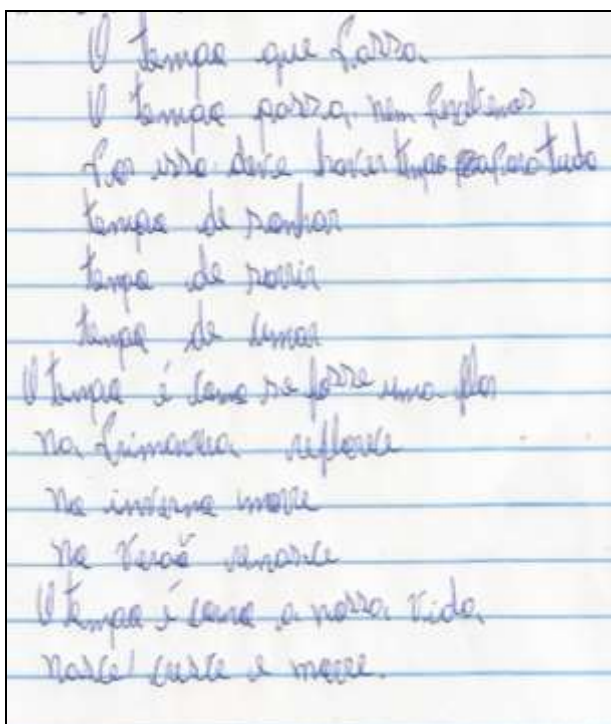 O tempo que passa
O tempo passa nem percebemos
Por isso deve haver tempo para tudo
tempo de sonhar
tempo de sorrir
tempo de amar
O tempo é como se fosse uma flor
Na Primavera refloresce
No inverno morre
No Verão renasce
O tempo é como a nossa vida
nasce cresce e morre.